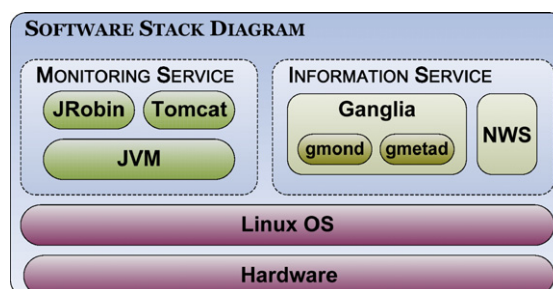 SOFTWARE STACK DIAGRAM
MONITORING SERVICE
JRobin
Tomcat
JVM
INFORMATION SERVICE
Ganglia
gmond
gmetad
NWS
Linux OS
Hardware